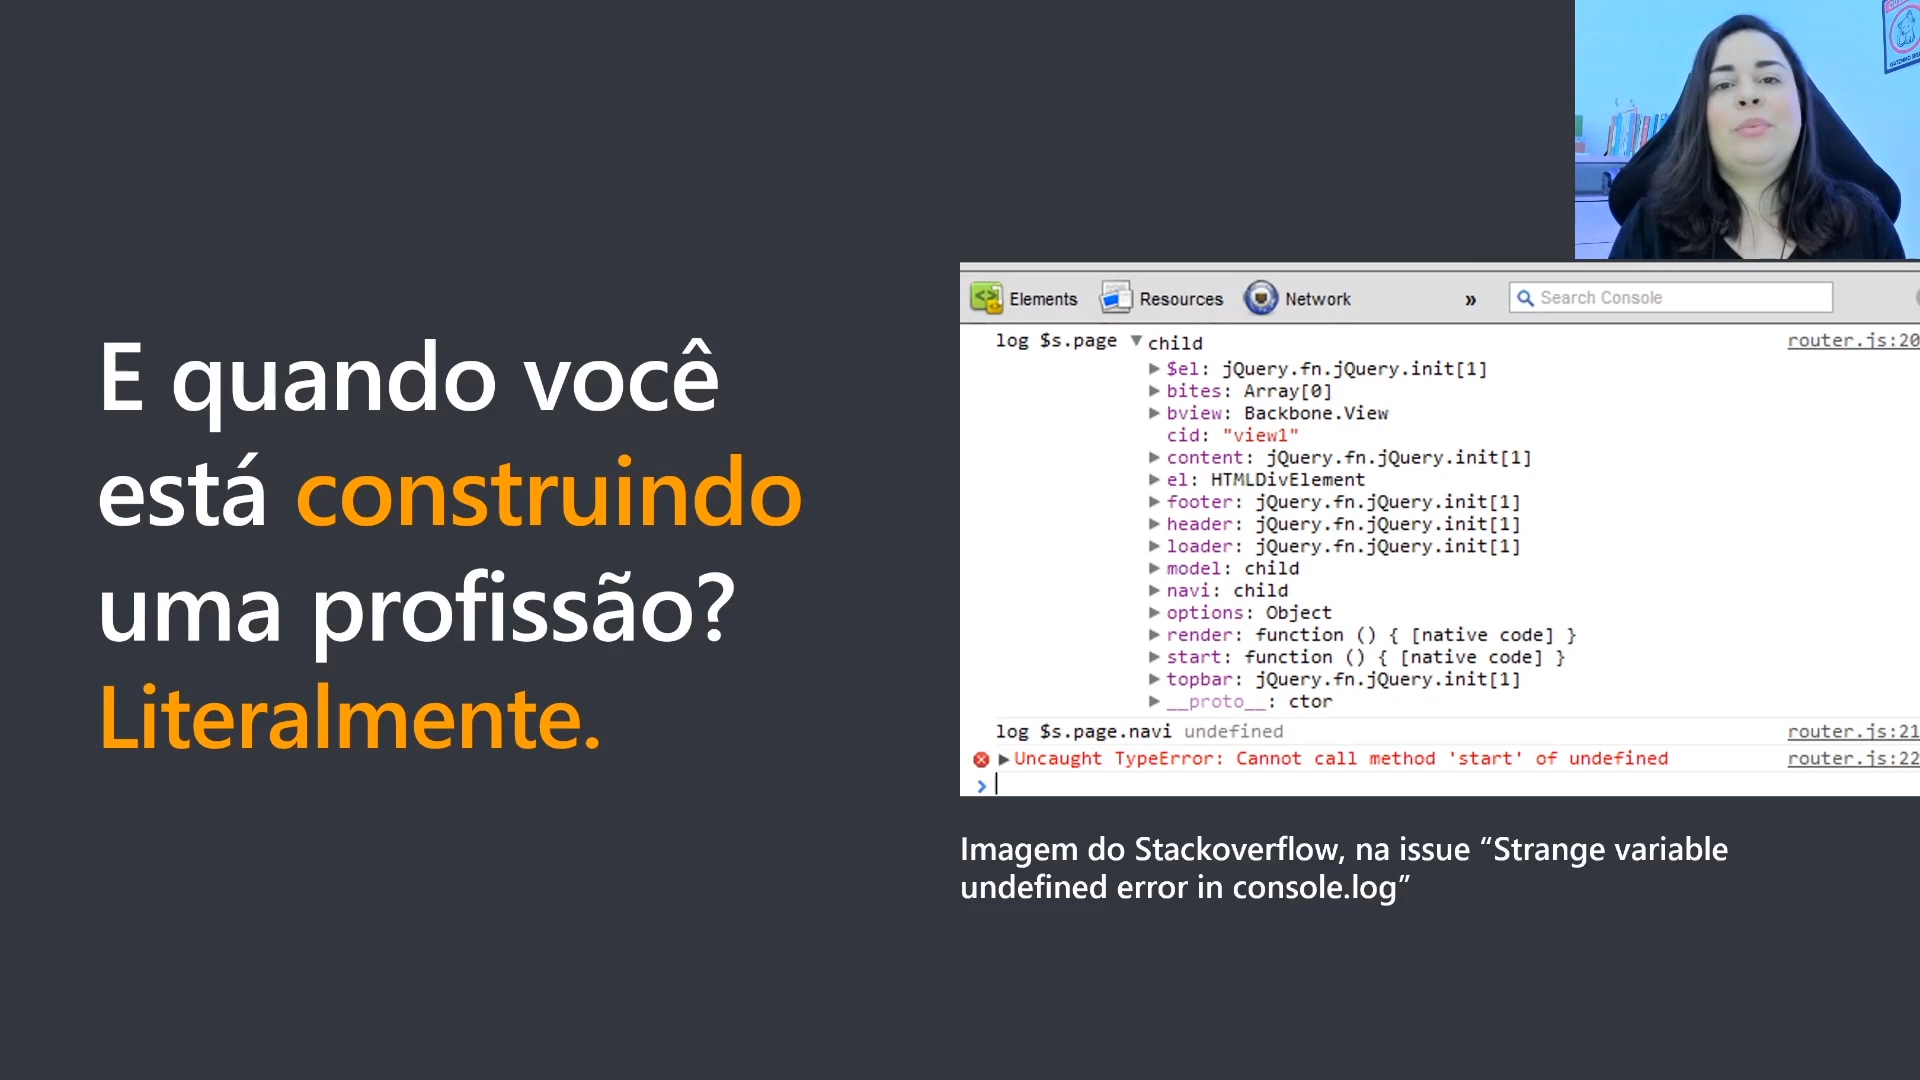 E quando você
está construindo
uma profissão?
Literalmente.
Elements Resources Network » Search Console
log $s.page ▼ child router.js:20
▶ $el: jQuery.fn.jQuery.init[1]
▶ bites: Array[0]
▶ bview: Backbone.View
cid: "view1"
▶ content: jQuery.fn.jQuery.init[1]
▶ el: HTMLDivElement
▶ footer: jQuery.fn.jQuery.init[1]
▶ header: jQuery.fn.jQuery.init[1]
▶ loader: jQuery.fn.jQuery.init[1]
▶ model: child
▶ navi: child
▶ options: Object
▶ render: function () { [native code] }
▶ start: function () { [native code] }
▶ topbar: jQuery.fn.jQuery.init[1]
▶ __proto__: ctor
log $s.page.navi undefined router.js:21
▶ Uncaught TypeError: Cannot call method 'start' of undefined router.js:22
Imagem do Stackoverflow, na issue “Strange variable
undefined error in console.log”